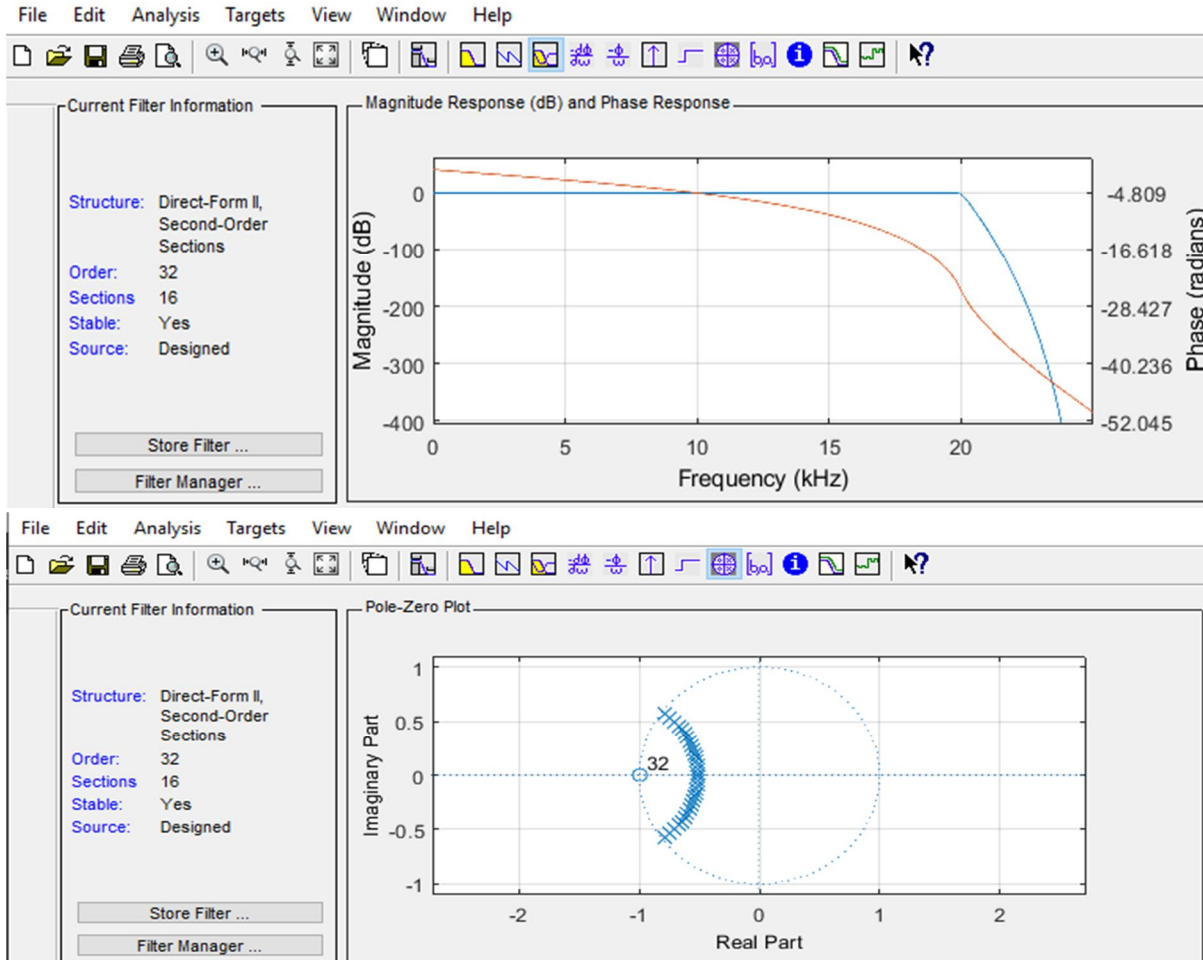 File Edit Analysis Targets View Window Help
[b,a]
Current Filter Information
Structure: Direct-Form II,
Second-Order
Sections
Order: 32
Sections 16
Stable: Yes
Source: Designed
Store Filter ...
Filter Manager ...
Magnitude Response (dB) and Phase Response
Magnitude (dB)
0
-100
-200
-300
-400
0 5 10 15 20
Frequency (kHz)
-4.809
-16.618
-28.427
-40.236
-52.045
Phase (radians)
File Edit Analysis Targets View Window Help
[b,a]
Current Filter Information
Structure: Direct-Form II,
Second-Order
Sections
Order: 32
Sections 16
Stable: Yes
Source: Designed
Store Filter ...
Filter Manager ...
Pole-Zero Plot
Imaginary Part
1
0.5
0
-0.5
-1
32
-2 -1 0 1 2
Real Part